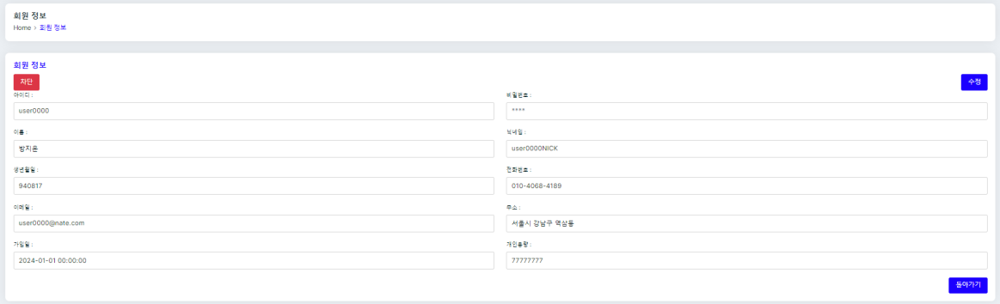 회원 정보
Home > 회원 정보
회원 정보
차단
수정
아이디 :
비밀번호 :
user0000
****
이름 :
닉네임 :
방지윤
user0000NICK
생년월일 :
전화번호 :
940817
010-4068-4189
이메일 :
주소 :
user0000@nate.com
서울시 강남구 역삼동
가입일 :
개인용량 :
2024-01-01 00:00:00
77777777
돌아가기